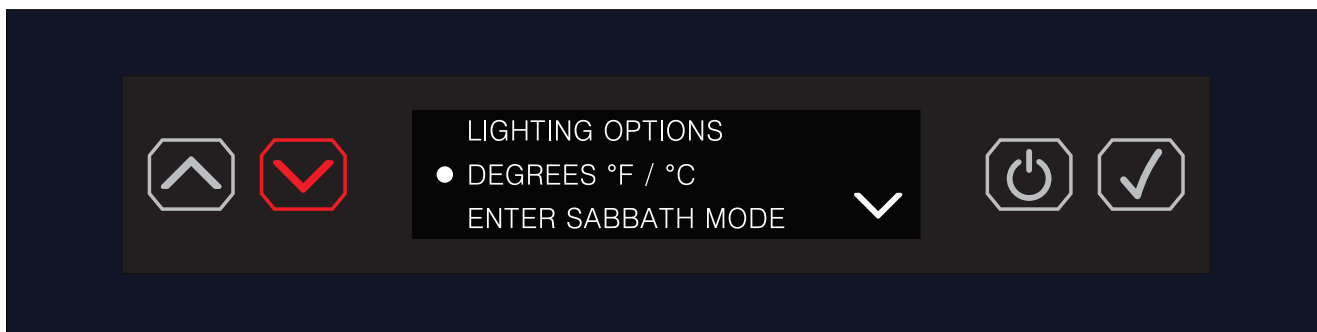 LIGHTING OPTIONS
DEGREES °F / °C
ENTER SABBATH MODE